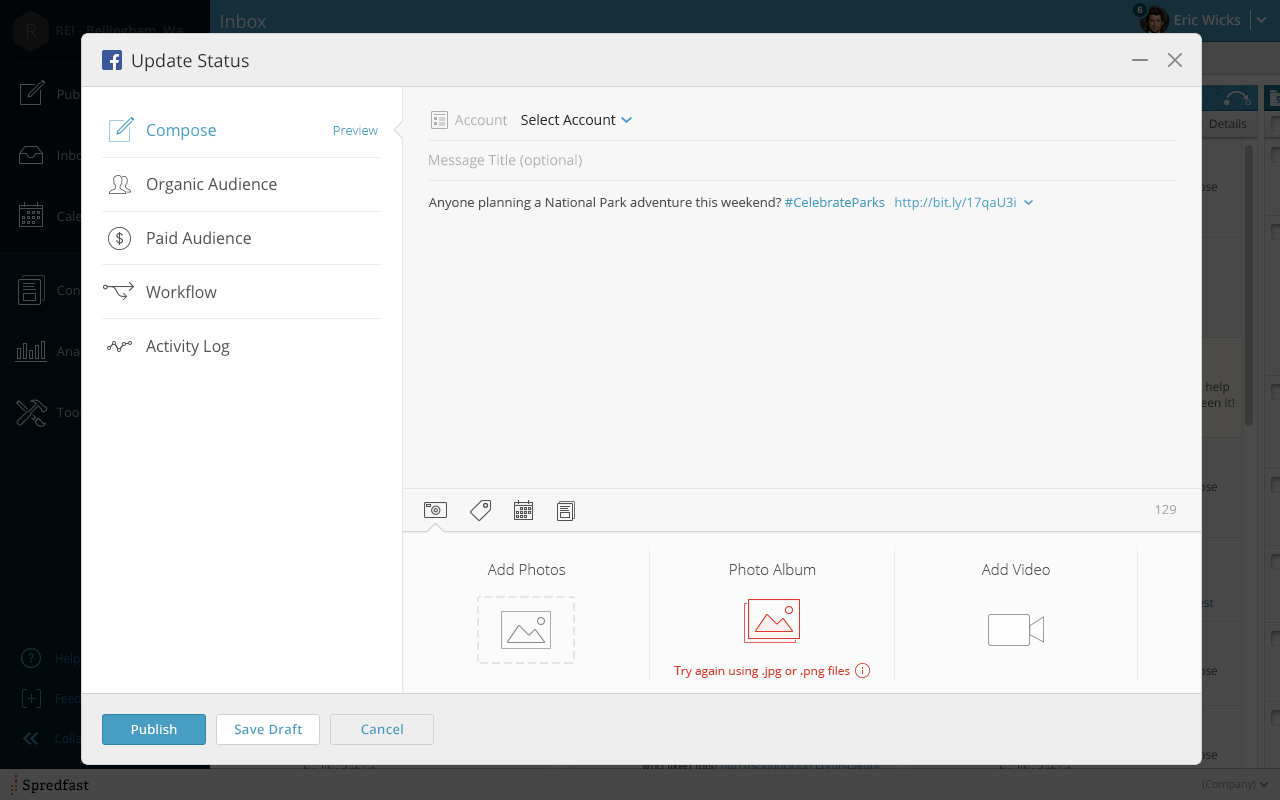 R REI - Bellingham, Wa
Inbox
6
Eric Wicks
Update Status
Compose
Preview
Organic Audience
Paid Audience
Workflow
Activity Log
Account Select Account
Message Title (optional)
Anyone planning a National Park adventure this weekend? #CelebrateParks http://bit.ly/17qaU3i
129
Add Photos
Photo Album
Add Video
Try again using .jpg or .png files
Publish
Save Draft
Cancel
Pub
Inbo
Cale
Con
Ana
Tool
Help
Feed
Colla
Details
ose
help
een it!
ose
est
ose
ose
Spredfast
(Company)